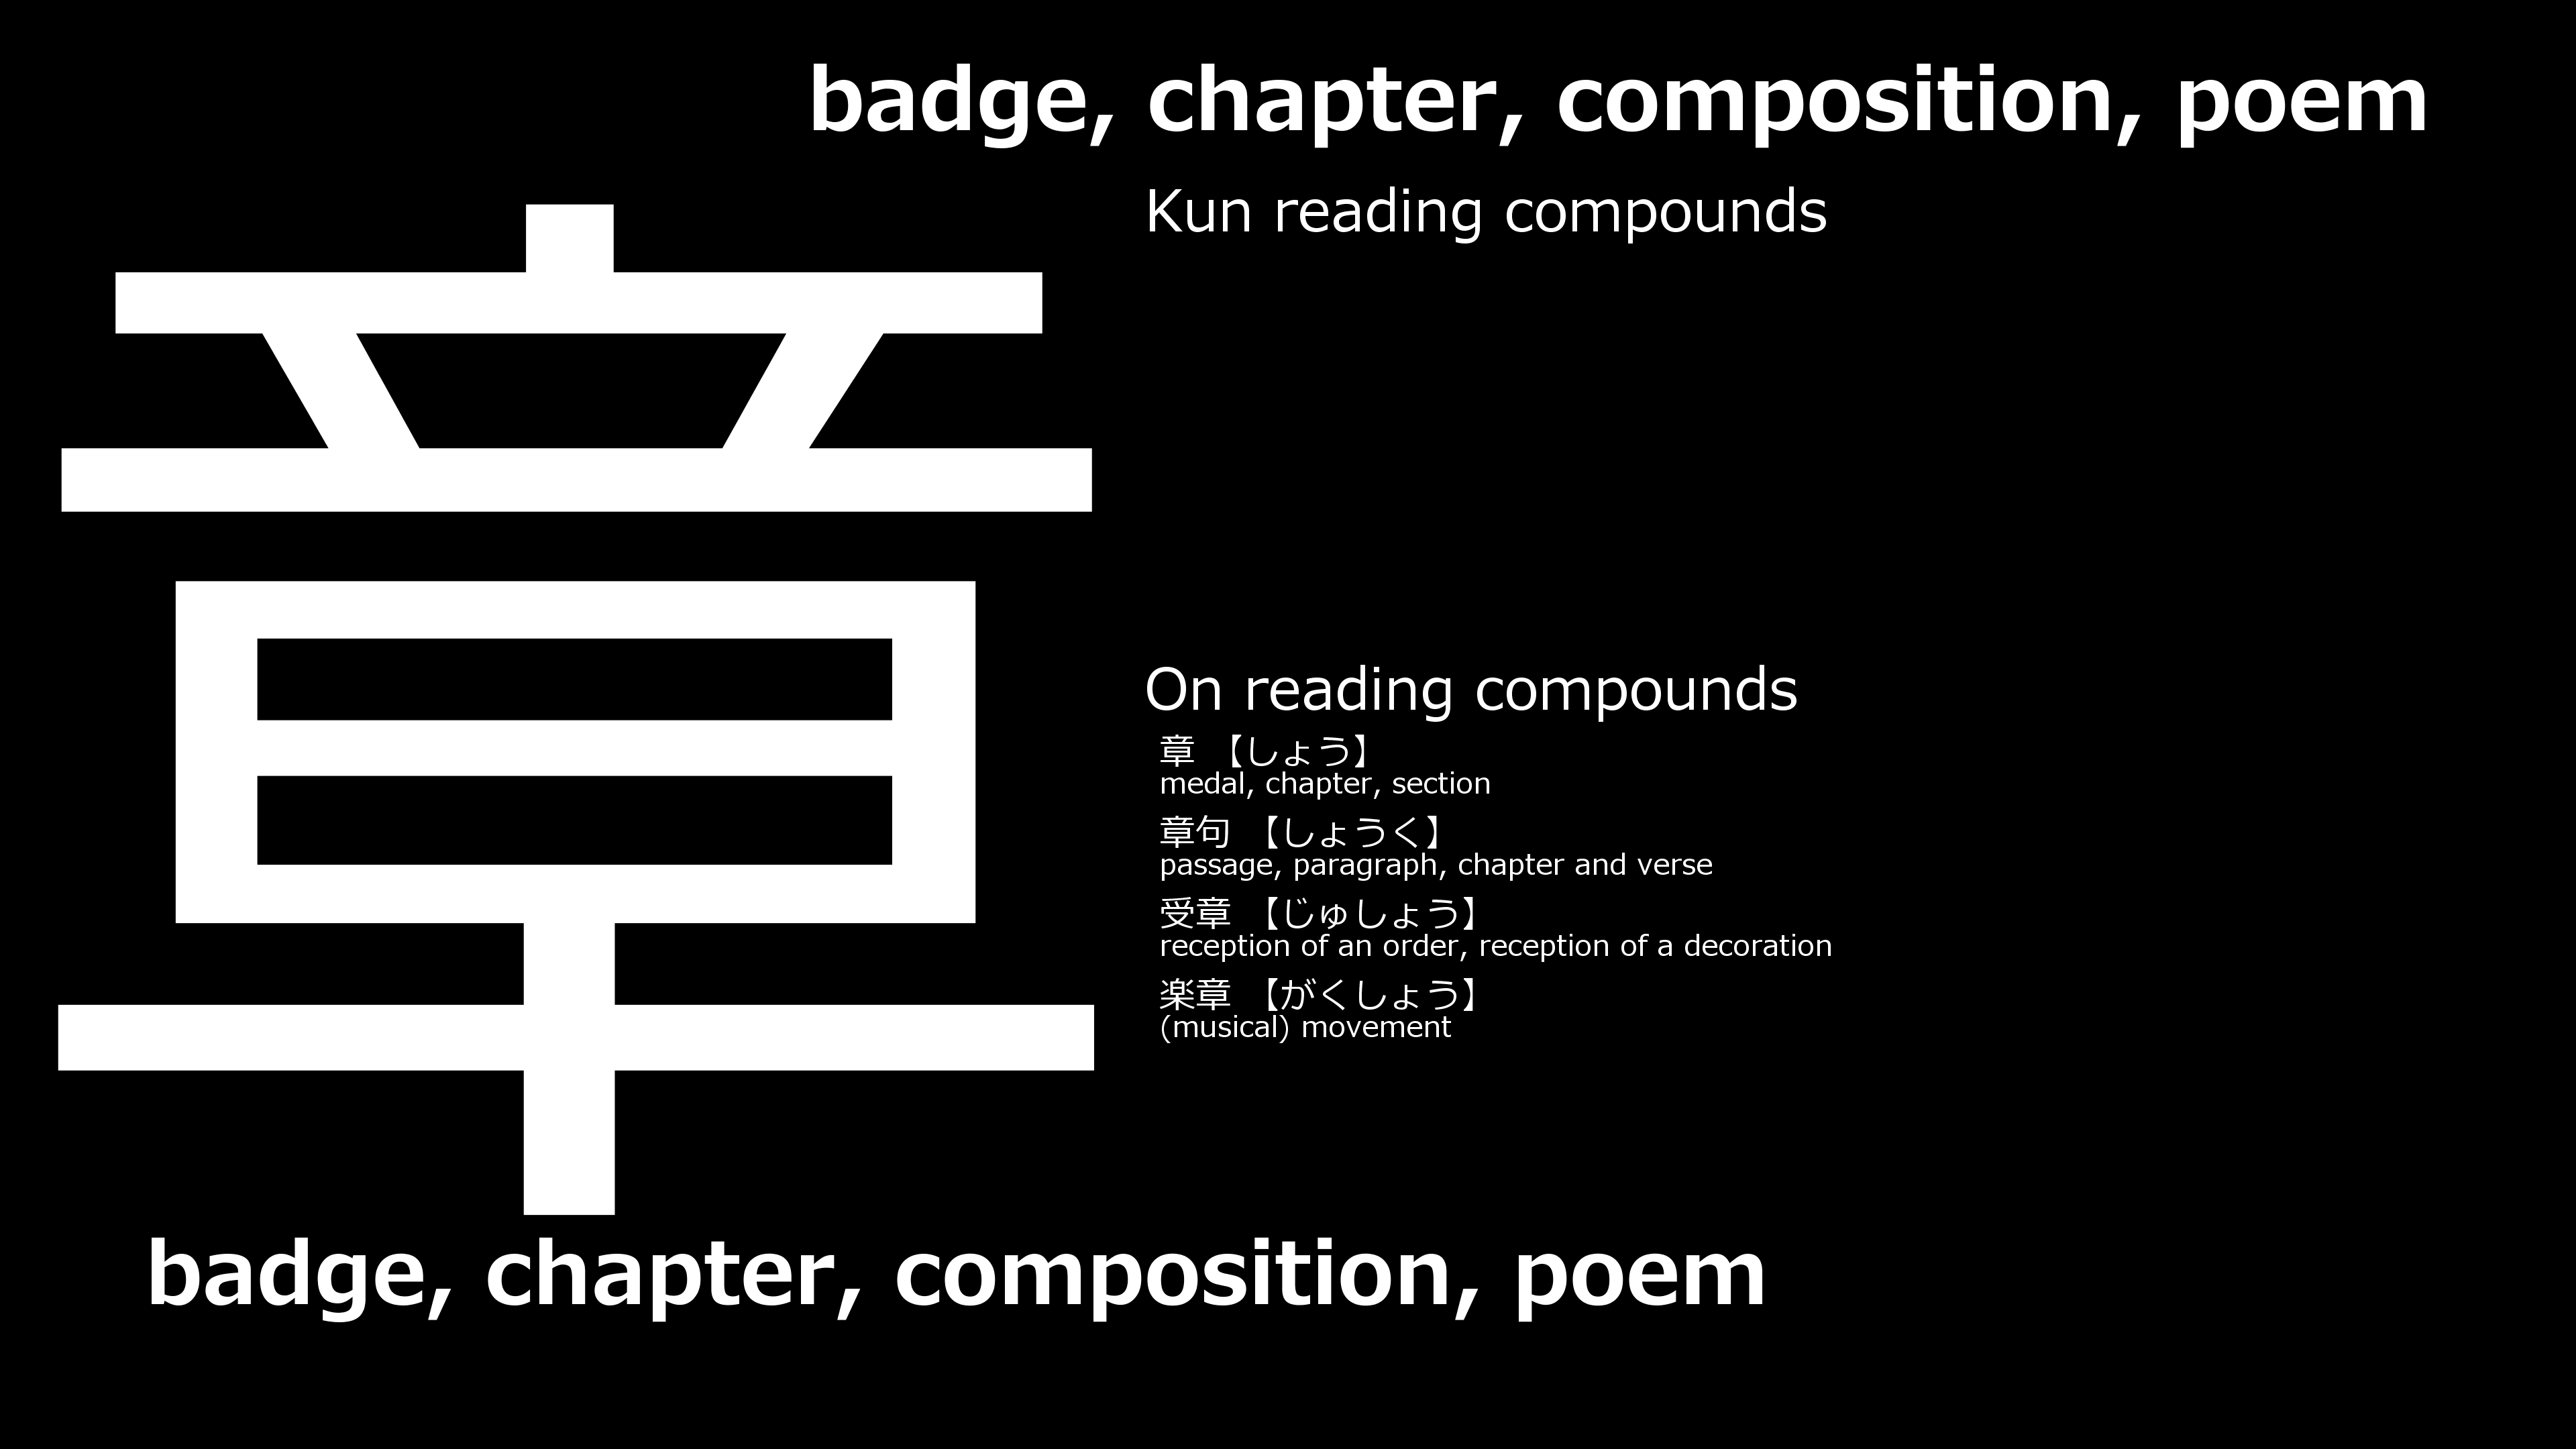 badge, chapter, composition, poem
章
Kun reading compounds
On reading compounds
章 【しょう】
medal, chapter, section
章句 【しょうく】
passage, paragraph, chapter and verse
受章 【じゅしょう】
reception of an order, reception of a decoration
楽章 【がくしょう】
(musical) movement
badge, chapter, composition, poem